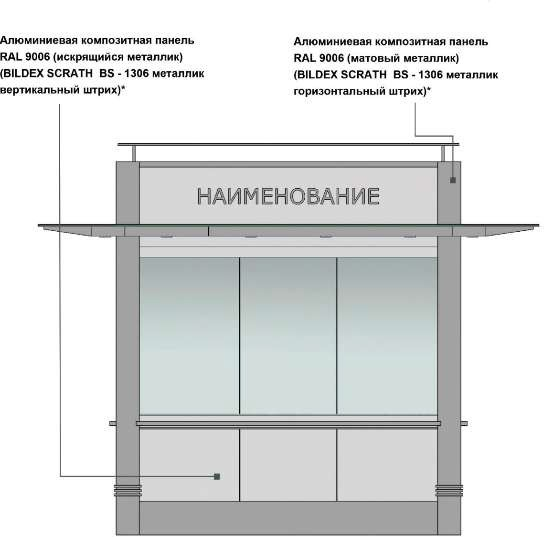 Алюминиевая композитная панель
RAL 9006 (искрящийся металлик)
(BILDEX SCRATH BS - 1306 металлик
вертикальный штрих)*
Алюминиевая композитная панель
RAL 9006 (матовый металлик)
(BILDEX SCRATH BS - 1306 металлик
горизонтальный штрих)*
НАИМЕНОВАНИЕ